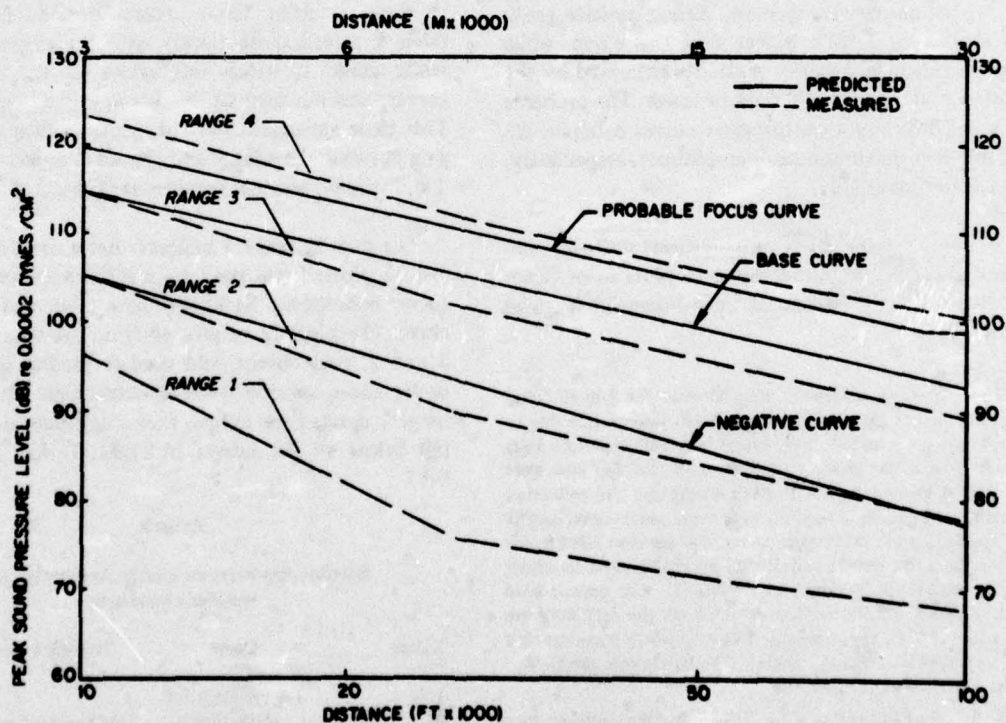 DISTANCE (M x 1000)
3 6 15 30
130 130
PREDICTED
MEASURED
RANGE 4
120 120
PROBABLE FOCUS CURVE
RANGE 3
110 110
BASE CURVE
RANGE 2
100 100
RANGE 1
90 90
NEGATIVE CURVE
80 80
70 70
60
10 20 50 100
DISTANCE (FT x 1000)
PEAK SOUND PRESSURE LEVEL (dB) re 0.0002 DYNES/CM²